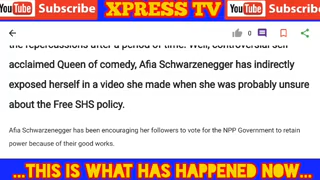 YouTube Subscribe XPRESS TV YouTube Subscribe
0
the repercussions after a period of time. Well, controversial self
acclaimed Queen of comedy, Afia Schwarzenegger has indirectly
exposed herself in a video she made when she was probably unsure
about the Free SHS policy.
Afia Schwarzenegger has been encouraging her followers to vote for the NPP Government to retain
power because of their good works.
...THIS IS WHAT HAS HAPPENED NOW...